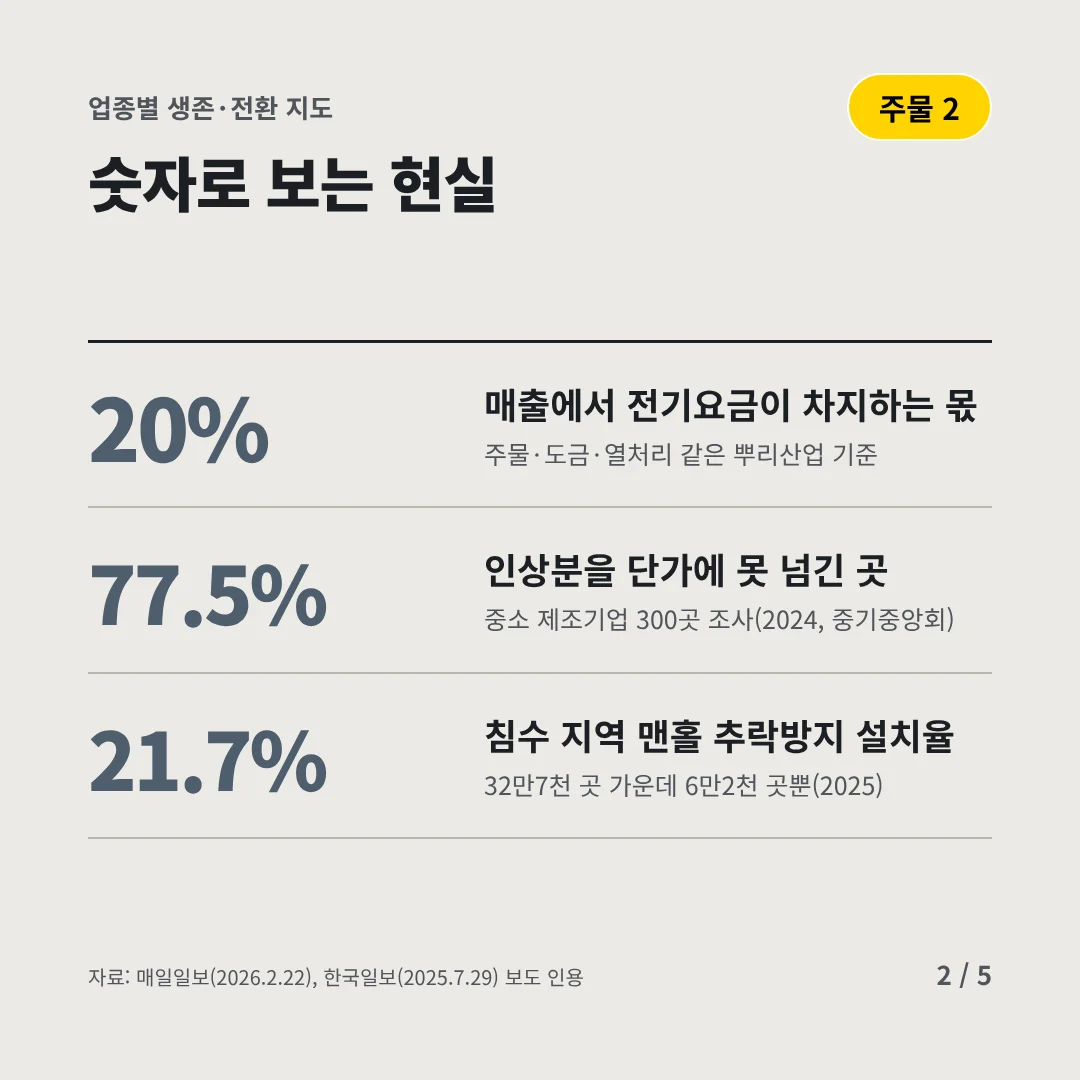 업종별 생존·전환 지도
주물 2
숫자로 보는 현실
20%
매출에서 전기요금이 차지하는 몫
주물·도금·열처리 같은 뿌리산업 기준
77.5%
인상분을 단가에 못 넘긴 곳
중소 제조기업 300곳 조사(2024, 중기중앙회)
21.7%
침수 지역 맨홀 추락방지 설치율
32만7천 곳 가운데 6만2천 곳뿐(2025)
자료: 매일일보(2026.2.22), 한국일보(2025.7.29) 보도 인용
2 / 5